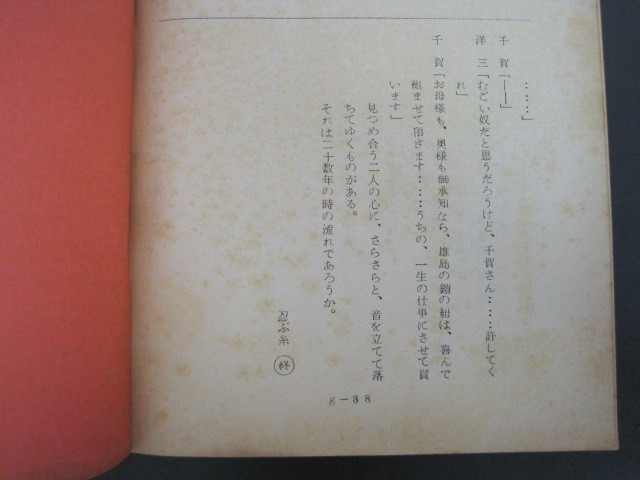 ‥‥‥」
千賀「――」
洋三「むごい奴だと思うだろうけど、千賀さん‥‥‥許してく
れ」
千賀「お母様も、奥様も御承知なら、雄島の鎧の紐は、喜んで
組ませて頂きます‥‥‥うちの、一生の仕事にさせて貰
います」
見つめ合う二人の心に、さらさらと、音を立てて落
ちてゆくものがある。
それは二十数年の時の流れであろうか。
忍ぶ糸 終
g－38